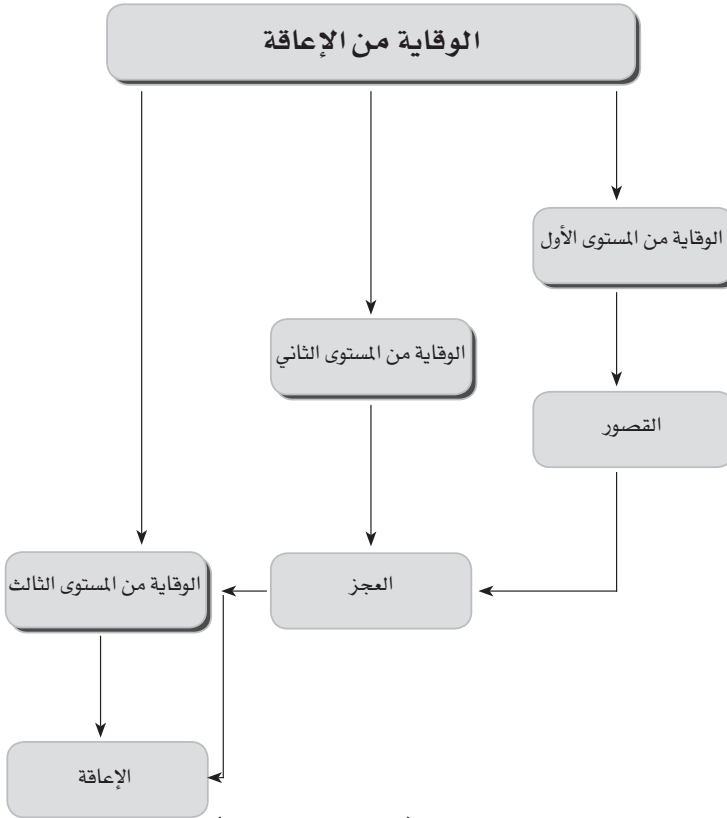 الوقاية من الإعاقة
الوقاية من المستوى الأول
الوقاية من المستوى الثاني
القصور
الوقاية من المستوى الثالث
العجز
الإعاقة